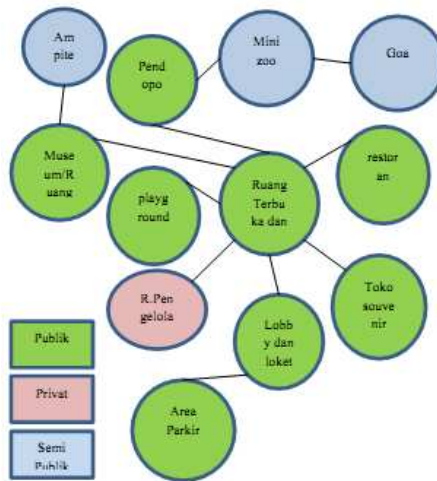 Am
pite
Pend
opo
Mini
zoo
Goa
Muse
um/R
uang
playg
round
Ruang
Terbu
ka dan
restor
an
R.Pen
gelola
Lobb
y dan
loket
Toko
souve
nir
Area
Parkir
Publik
Privat
Semi
Publik